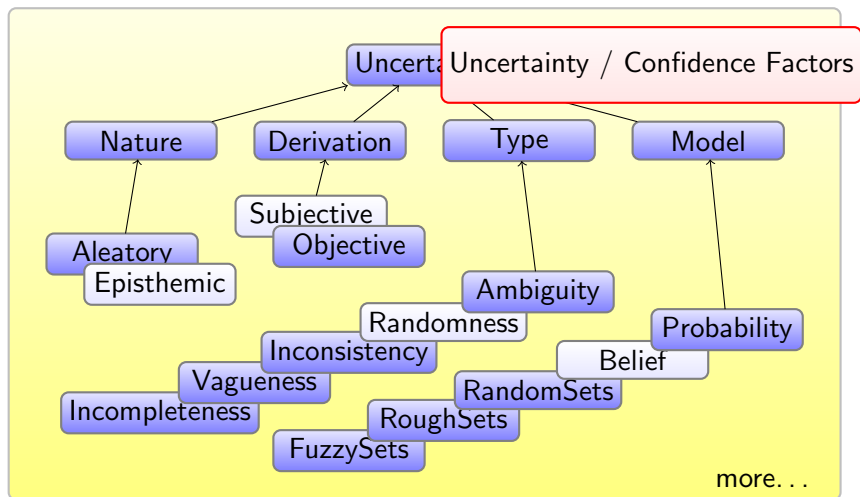 Uncerta
Uncertainty / Confidence Factors
Nature
Derivation
Type
Model
Subjective
Objective
Aleatory
Episthemic
Ambiguity
Randomness
Inconsistency
Vagueness
Incompleteness
Probability
Belief
RandomSets
RoughSets
FuzzySets
more...